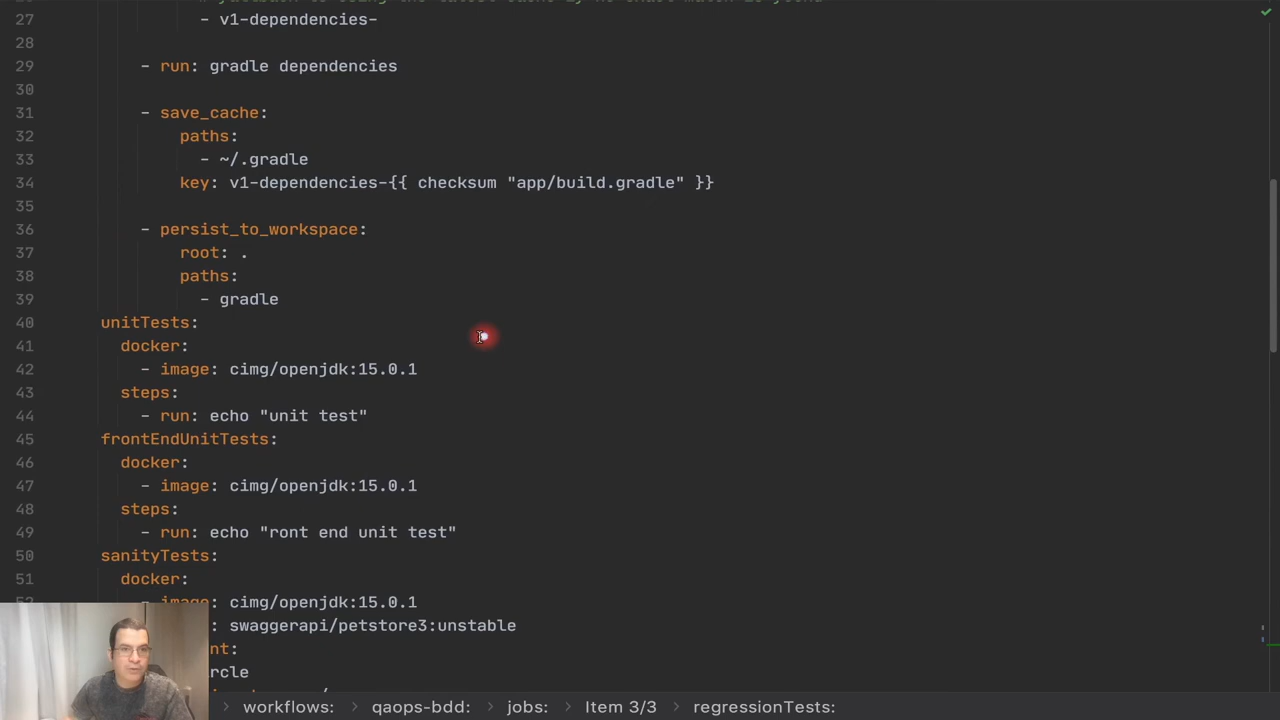 27 - v1-dependencies-
28
29 - run: gradle dependencies
30
31 - save_cache:
32 paths:
33 - ~/.gradle
34 key: v1-dependencies-{{ checksum "app/build.gradle" }}
35
36 - persist_to_workspace:
37 root: .
38 paths:
39 - gradle
40 unitTests:
41 docker:
42 - image: cimg/openjdk:15.0.1
43 steps:
44 - run: echo "unit test"
45 frontEndUnitTests:
46 docker:
47 - image: cimg/openjdk:15.0.1
48 steps:
49 - run: echo "ront end unit test"
50 sanityTests:
51 docker:
- image: cimg/openjdk:15.0.1
: swaggerapi/petstore3:unstable
nt:
rcle
workflows: > qaops-bdd: > jobs: > Item 3/3 > regressionTests: